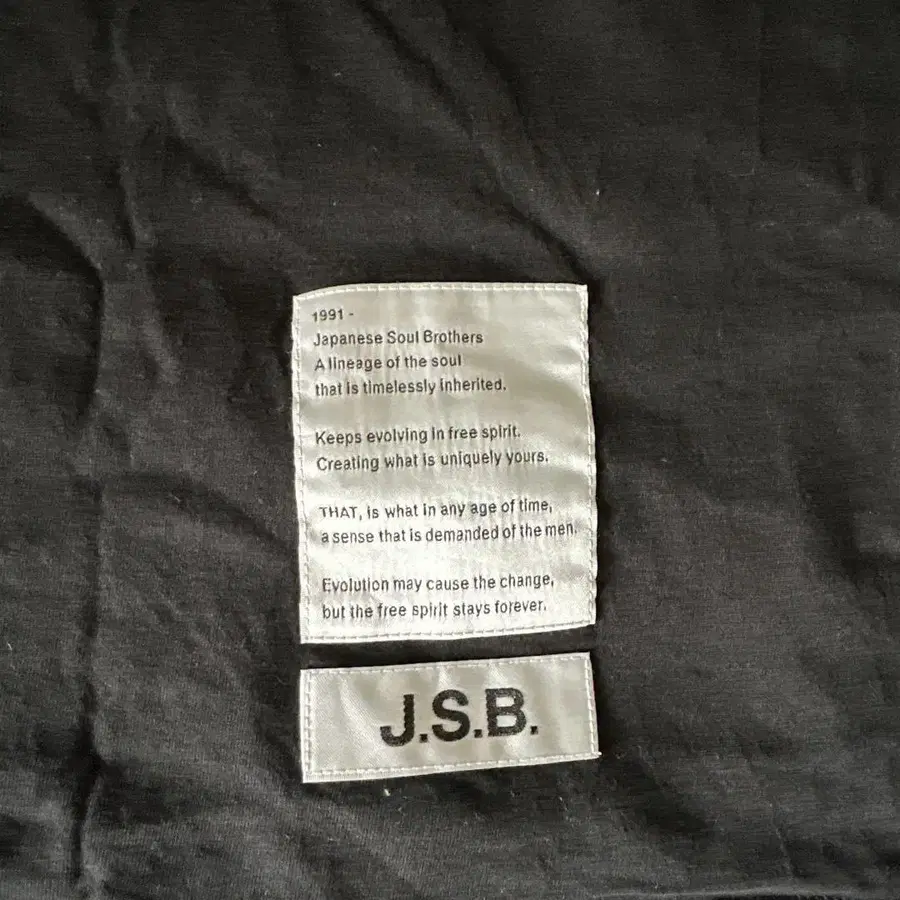 1991 -
Japanese Soul Brothers
A lineage of the soul
that is timelessly inherited.
Keeps evolving in free spirit.
Creating what is uniquely yours.
THAT, is what in any age of time,
a sense that is demanded of the men.
Evolution may cause the change,
but the free spirit stays forever.
J.S.B.